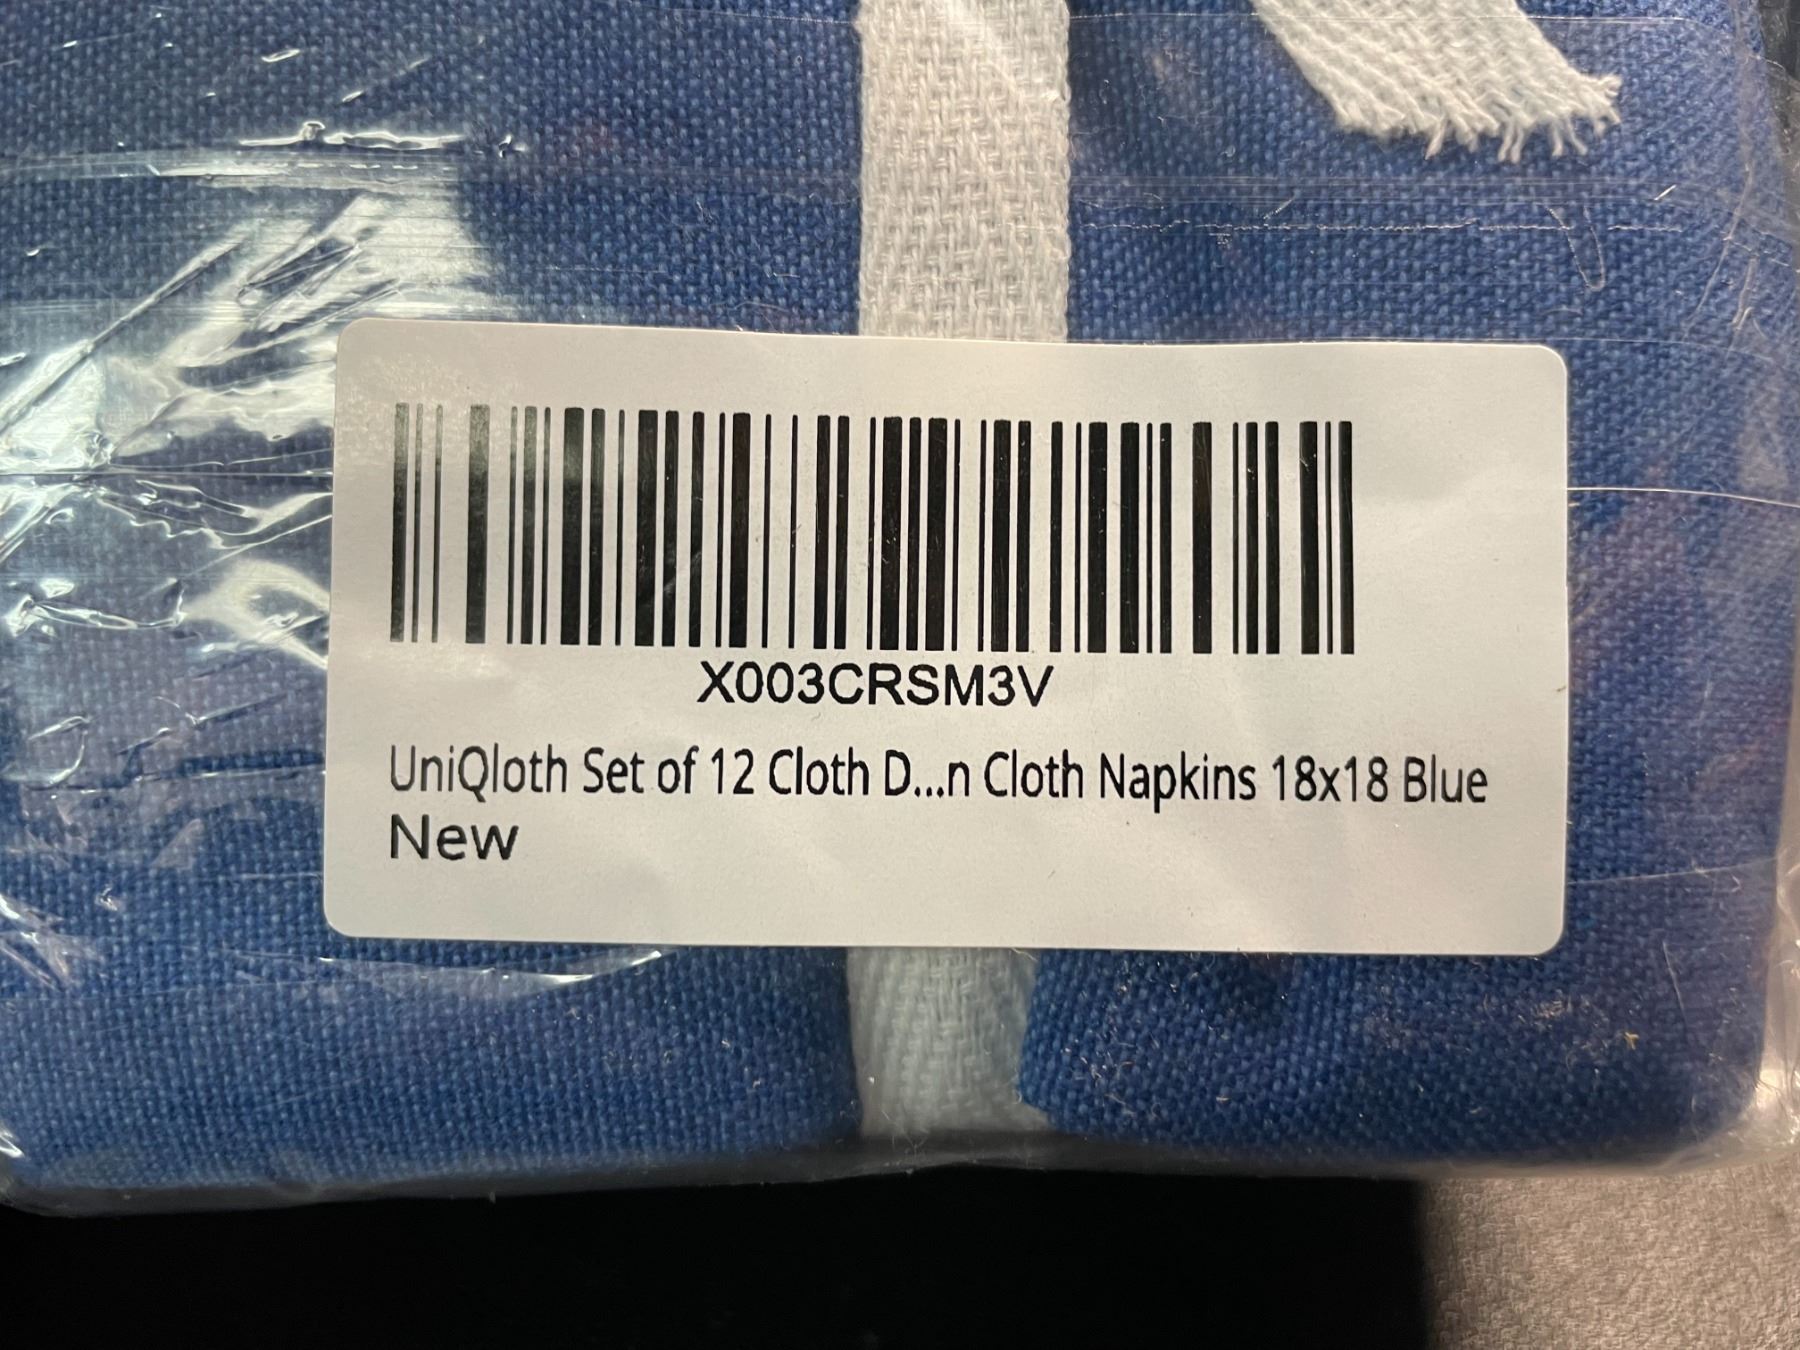 X003CRSM3V
UniQloth Set of 12 Cloth D...n Cloth Napkins 18x18 Blue
New